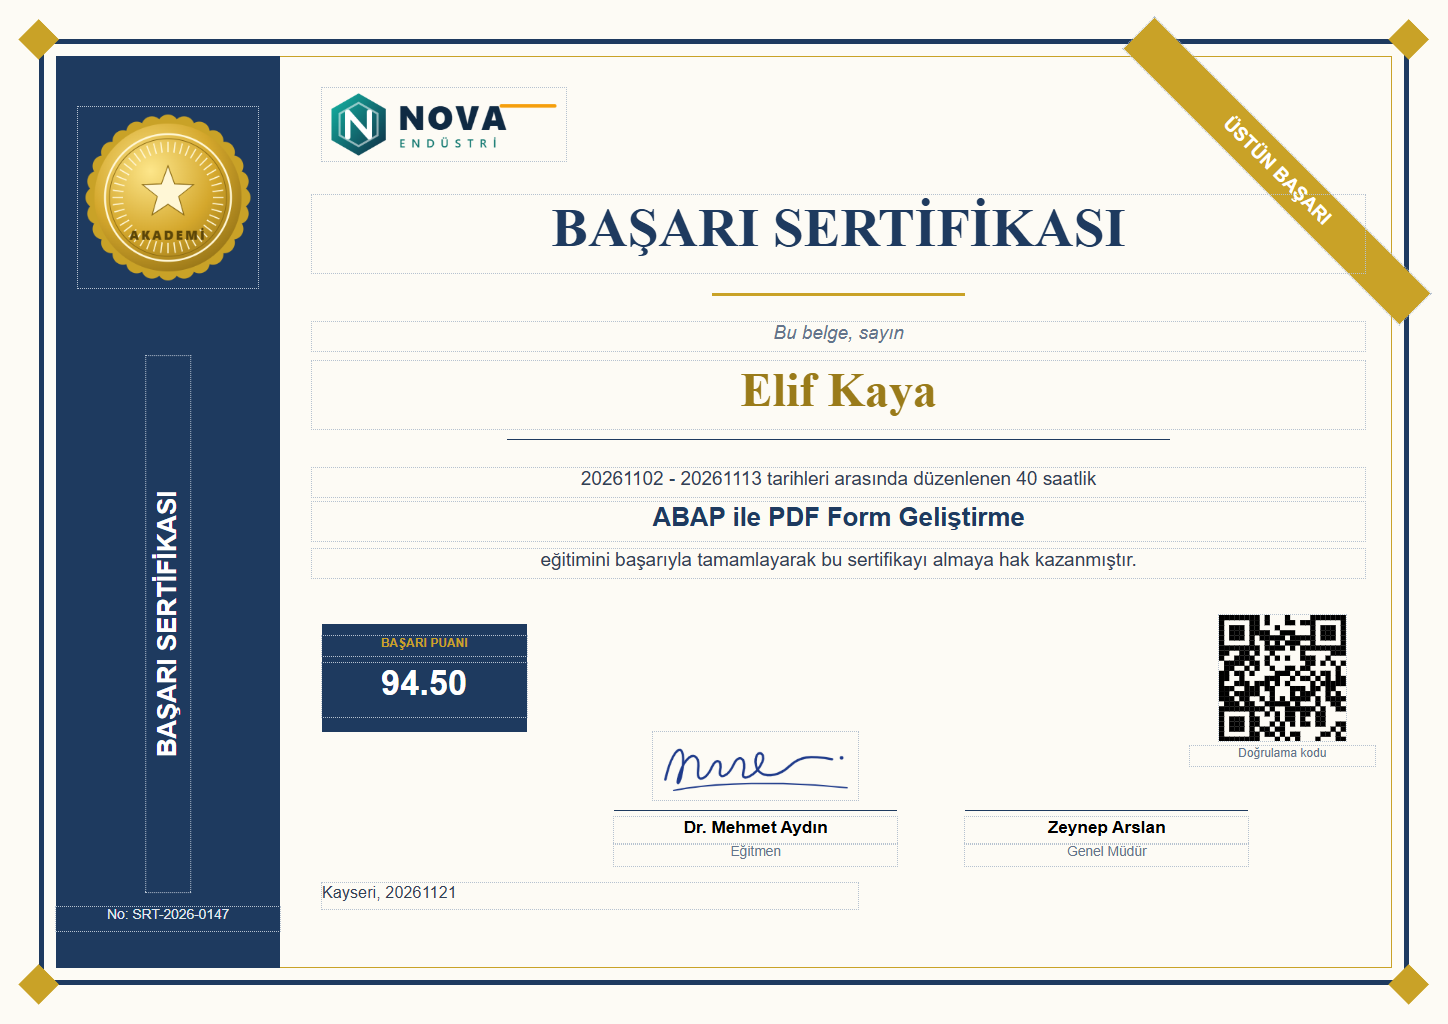 AKADEMİ
BAŞARI SERTİFİKASI
No: SRT-2026-0147
NOVA
ENDÜSTRİ
ÜSTÜN BAŞARI
BAŞARI SERTİFİKASI
Bu belge, sayın
Elif Kaya
20261102 - 20261113 tarihleri arasında düzenlenen 40 saatlik
ABAP ile PDF Form Geliştirme
eğitimini başarıyla tamamlayarak bu sertifikayı almaya hak kazanmıştır.
BAŞARI PUANI
94.50
Doğrulama kodu
Dr. Mehmet Aydın
Eğitmen
Zeynep Arslan
Genel Müdür
Kayseri, 20261121